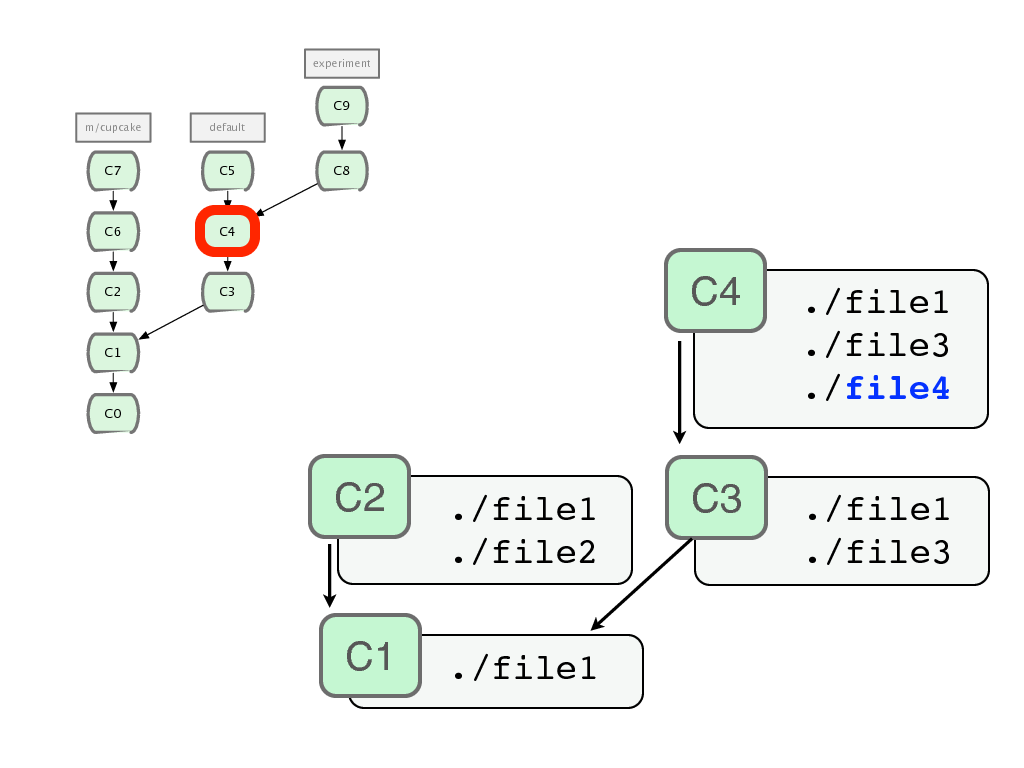 experiment
C9
m/cupcake
default
C7
C5
C8
C6
C4
C2
C3
C1
C0
C4
./file1
./file3
./file4
C2
./file1
./file2
C3
./file1
./file3
C1
./file1